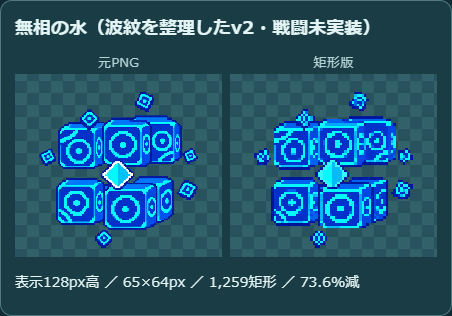 無相の水（波紋を整理したv2・戦闘未実装）
元PNG
矩形版
表示128px高 ／ 65×64px ／ 1,259矩形 ／ 73.6%減